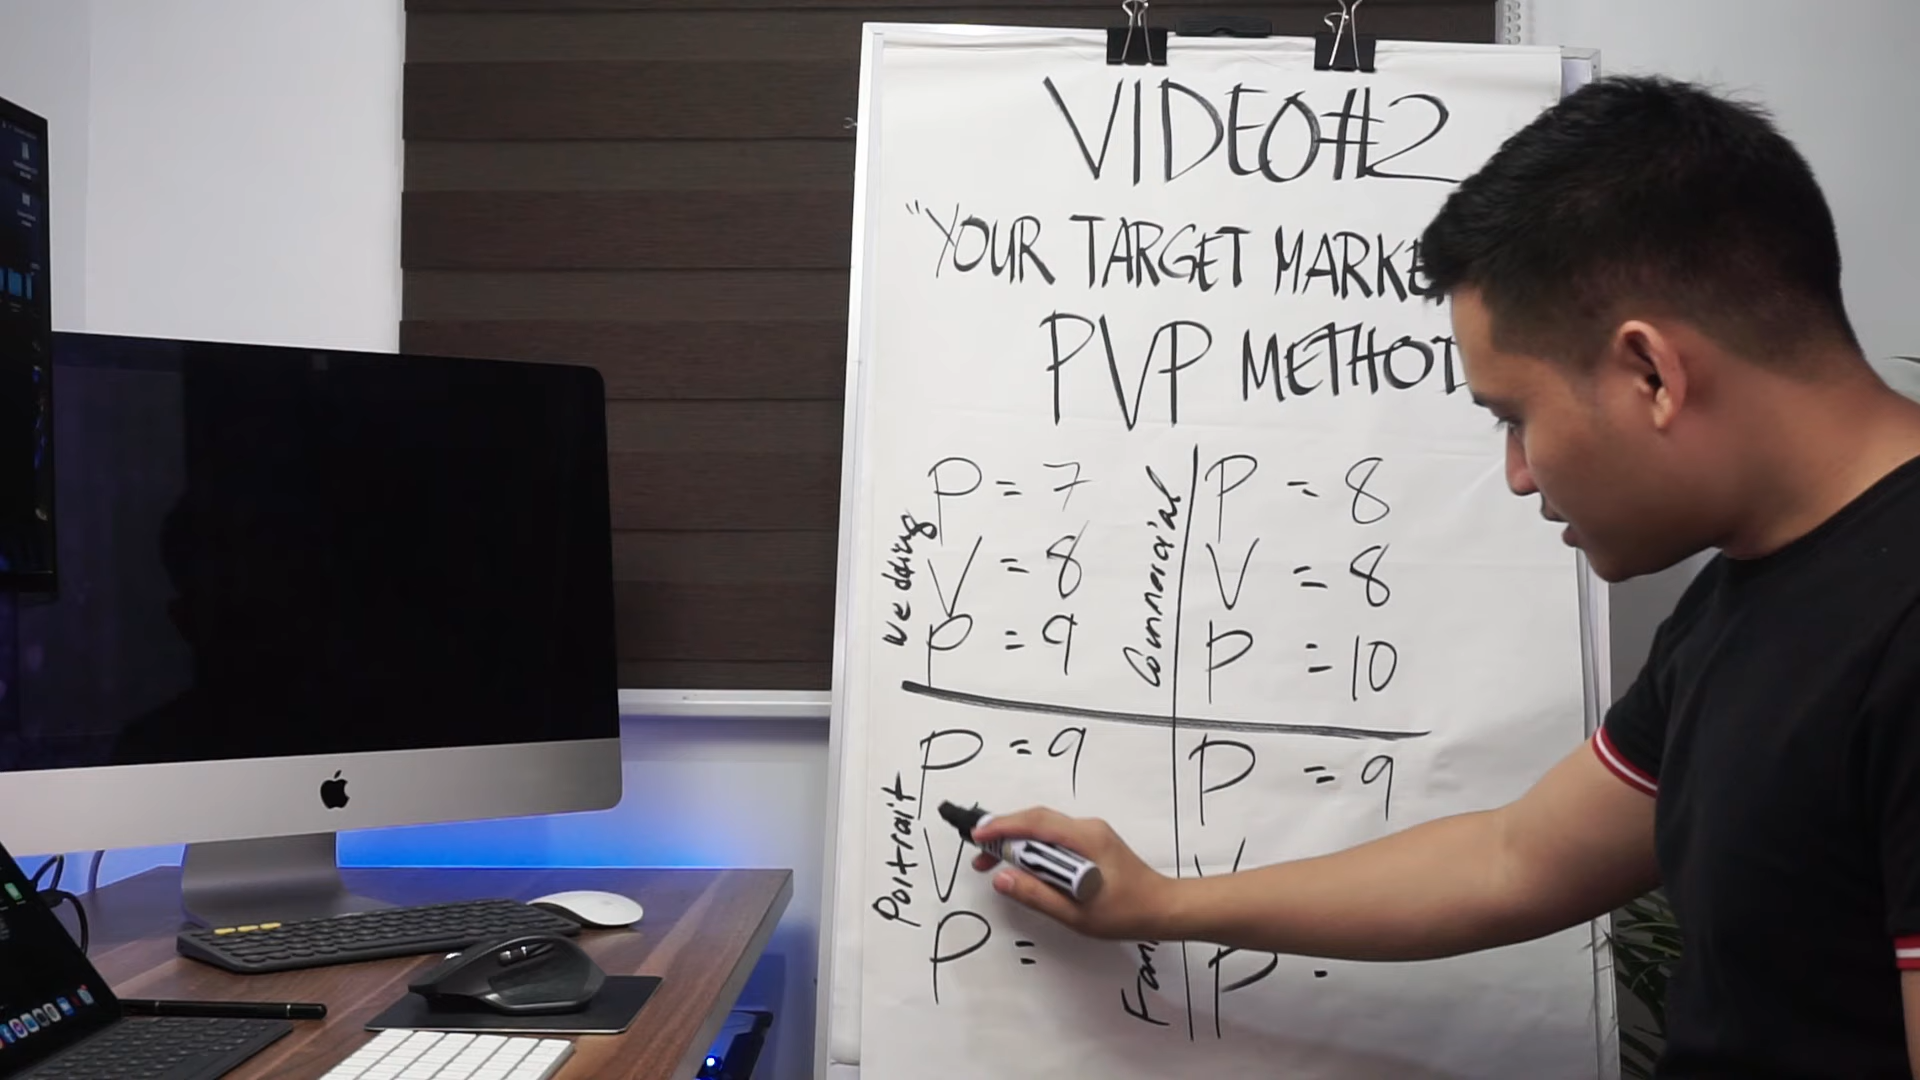 VIDEO#2
"YOUR TARGET MARKE
PVP METHOD
Wedding
P = 7
V = 8
P = 9
Commercial
P = 8
V = 8
P = 10
Portrait
P = 9
V
P =
Fam
P = 9
V
P =